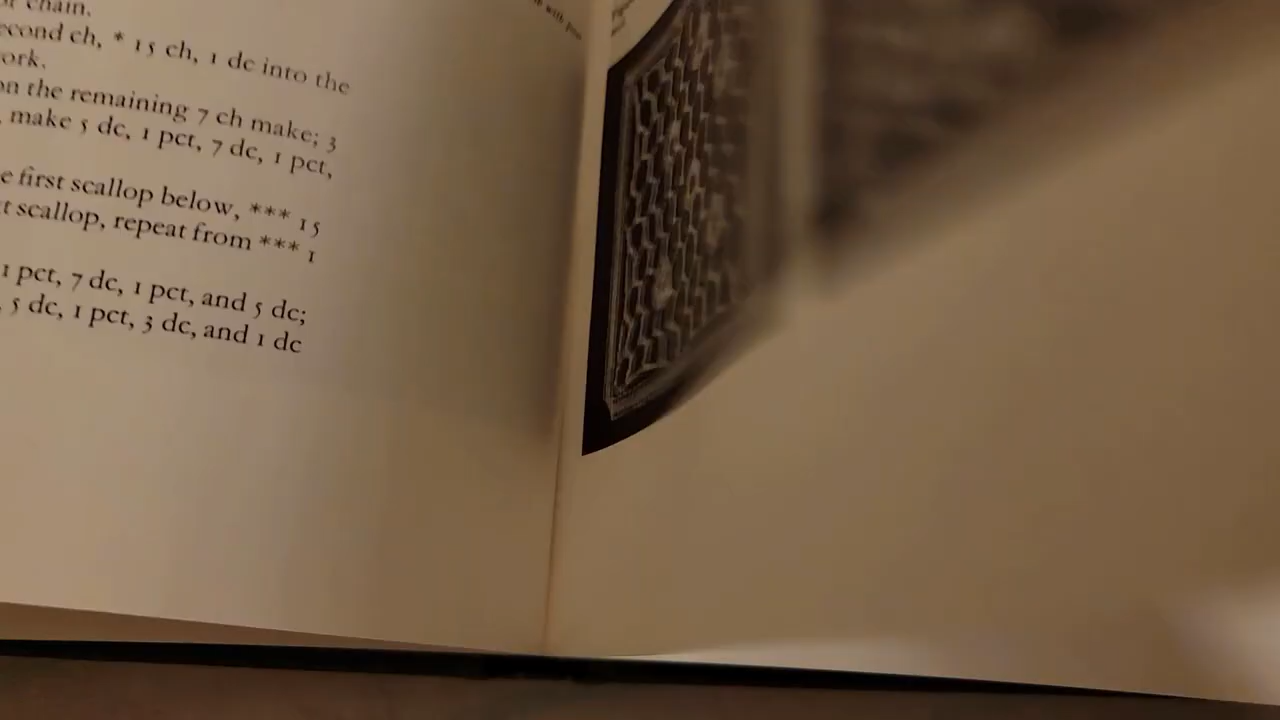 chain.
ch, * 15 ch, 1 dc into the
on the remaining 7 ch make; 3
make 5 dc, 1 pct, 7 dc, 1 pct,
first scallop below, *** 15
scallop, repeat from *** 1
1 pct, 7 dc, 1 pct, and 5 dc;
5 dc, 1 pct, 3 dc, and 1 dc